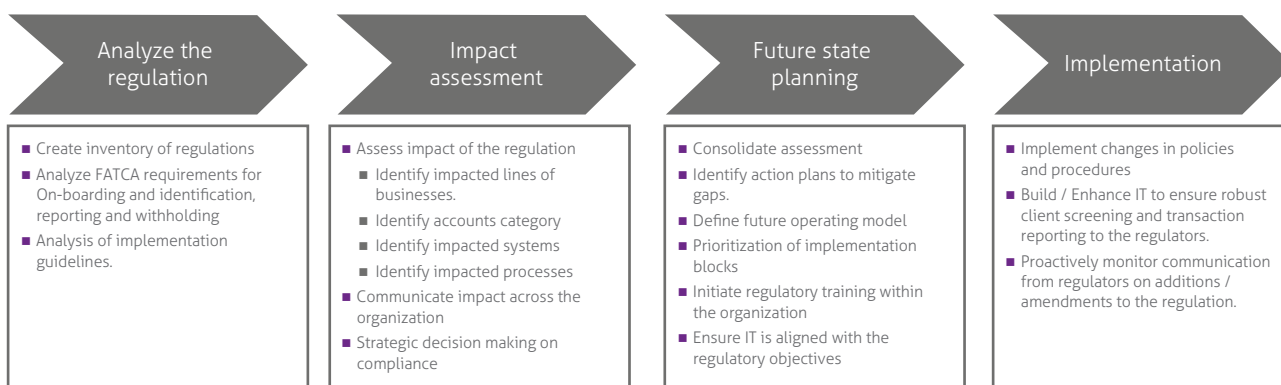 Analyze the
regulation
Impact
assessment
Future state
planning
Implementation
■ Create inventory of regulations
■ Analyze FATCA requirements for
On-boarding and identification,
reporting and withholding
■ Analysis of implementation
guidelines.
■ Assess impact of the regulation
■ Identify impacted lines of
businesses.
■ Identify accounts category
■ Identify impacted systems
■ Identify impacted processes
■ Communicate impact across the
organization
■ Strategic decision making on
compliance
■ Consolidate assessment
■ Identify action plans to mitigate
gaps.
■ Define future operating model
■ Prioritization of implementation
blocks
■ Initiate regulatory training within
the organization
■ Ensure IT is aligned with the
regulatory objectives
■ Implement changes in policies
and procedures
■ Build / Enhance IT to ensure robust
client screening and transaction
reporting to the regulators.
■ Proactively monitor communication
from regulators on additions /
amendments to the regulation.